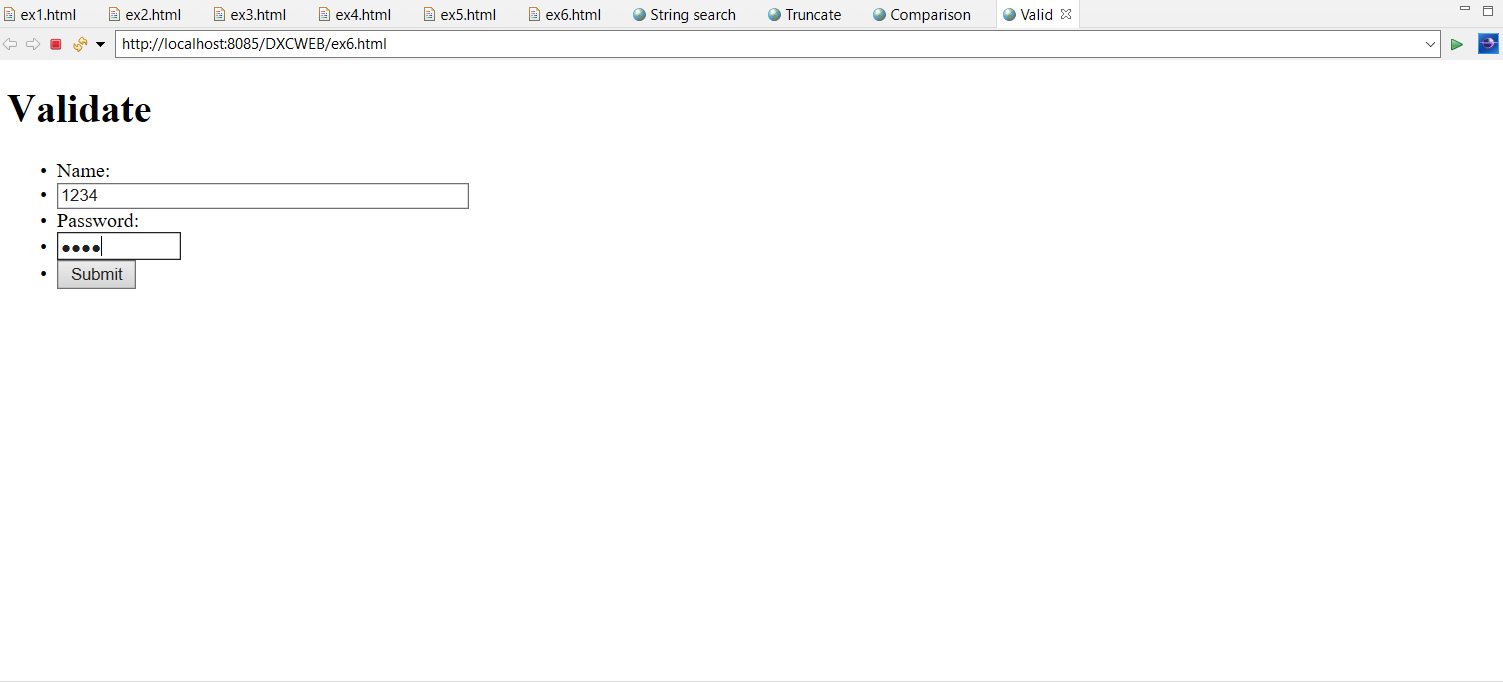 ex1.html ex2.html ex3.html ex4.html ex5.html ex6.html String search Truncate Comparison Valid
http://localhost:8085/DXCWEB/ex6.html
Validate
• Name:
• 1234
• Password:
• ●●●●
• Submit